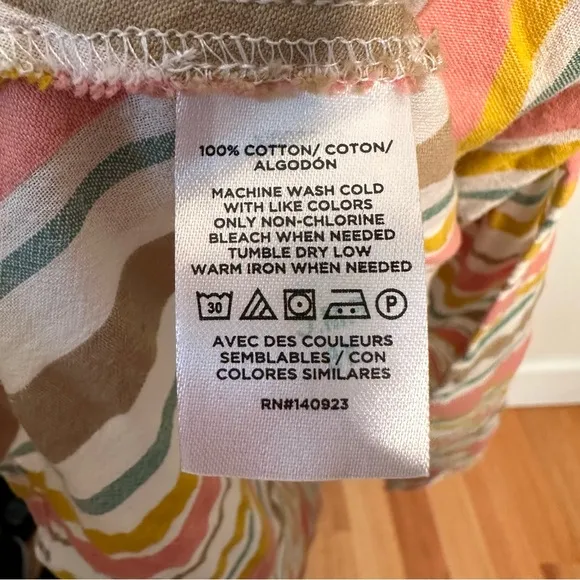 100% COTTON/ COTON/
ALGODÓN
MACHINE WASH COLD
WITH LIKE COLORS
ONLY NON-CHLORINE
BLEACH WHEN NEEDED
TUMBLE DRY LOW
WARM IRON WHEN NEEDED
30 P
AVEC DES COULEURS
SEMBLABLES / CON
COLORES SIMILARES
RN#140923